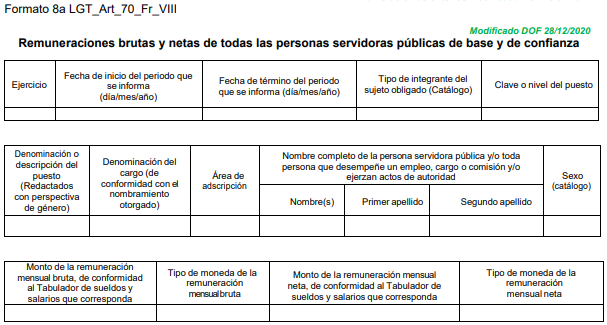 Formato 8a LGT_Art_70_Fr_VIII
Modificado DOF 28/12/2020
Remuneraciones brutas y netas de todas las personas servidoras públicas de base y de confianza
Ejercicio
Fecha de inicio del periodo que
se informa
(día/mes/año)
Fecha de término del periodo
que se informa (día/mes/año)
Tipo de integrante del
sujeto obligado (Catálogo)
Clave o nivel del puesto
Denominación o
descripción del
puesto
(Redactados
con perspectiva
de género)
Denominación del
cargo (de
conformidad con el
nombramiento
otorgado)
Área de
adscripción
Nombre completo de la persona servidora pública y/o toda
persona que desempeñe un empleo, cargo o comisión y/o
ejerzan actos de autoridad
Nombre(s)
Primer apellido
Segundo apellido
Sexo
(catálogo)
Monto de la remuneración
mensual bruta, de conformidad
al Tabulador de sueldos y
salarios que corresponda
Tipo de moneda de la
remuneración
mensualbruta
Monto de la remuneración mensual
neta, de conformidad al Tabulador de
sueldos y salarios que corresponda
Tipo de moneda de la
remuneración
mensual neta